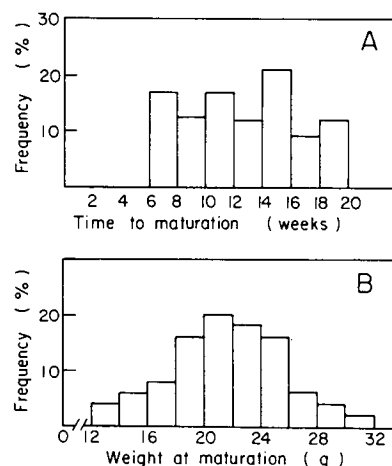 A
30
20
10
Frequency (%)
2 4 6 8 10 12 14 16 18 20
Time to maturation (weeks)
B
20
Frequency (%)
0 12 16 20 24 28 32
Weight at maturation (g)